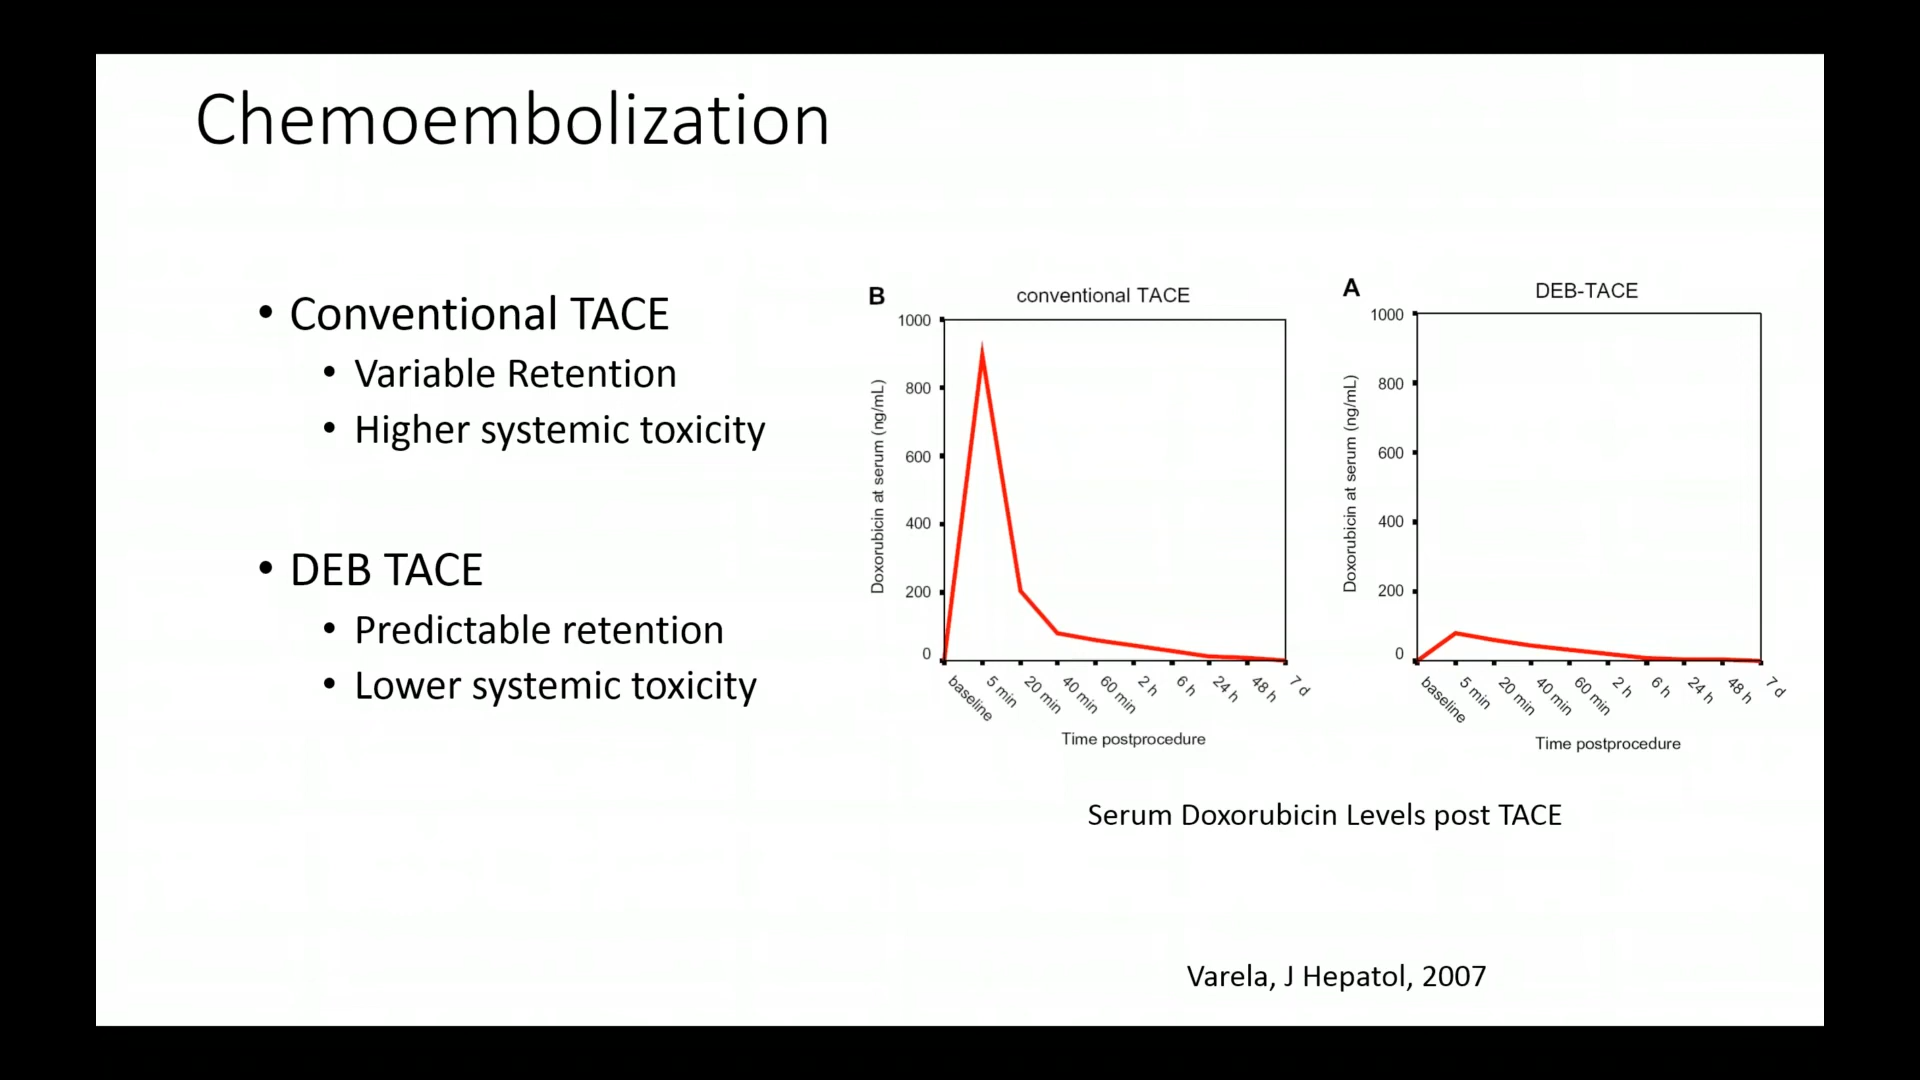 Chemoembolization
• Conventional TACE
• Variable Retention
• Higher systemic toxicity
• DEB TACE
• Predictable retention
• Lower systemic toxicity
B
conventional TACE
Doxorubicin at serum (ng/mL)
1000
800
600
400
200
0
baseline
5 min
20 min
40 min
60 min
2 h
6 h
24 h
48 h
7 d
Time postprocedure
A
DEB-TACE
Doxorubicin at serum (ng/mL)
1000
800
600
400
200
0
baseline
5 min
20 min
40 min
60 min
2 h
6 h
24 h
48 h
7 d
Time postprocedure
Serum Doxorubicin Levels post TACE
Varela, J Hepatol, 2007